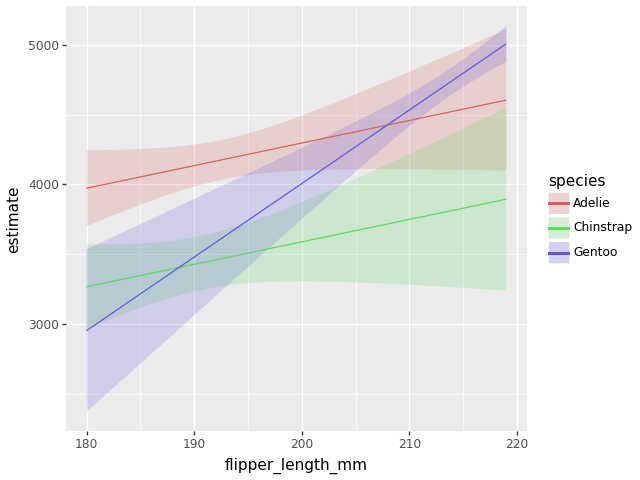 5000
4000
3000
estimate
180
190
200
210
220
flipper_length_mm
species
Adelie
Chinstrap
Gentoo